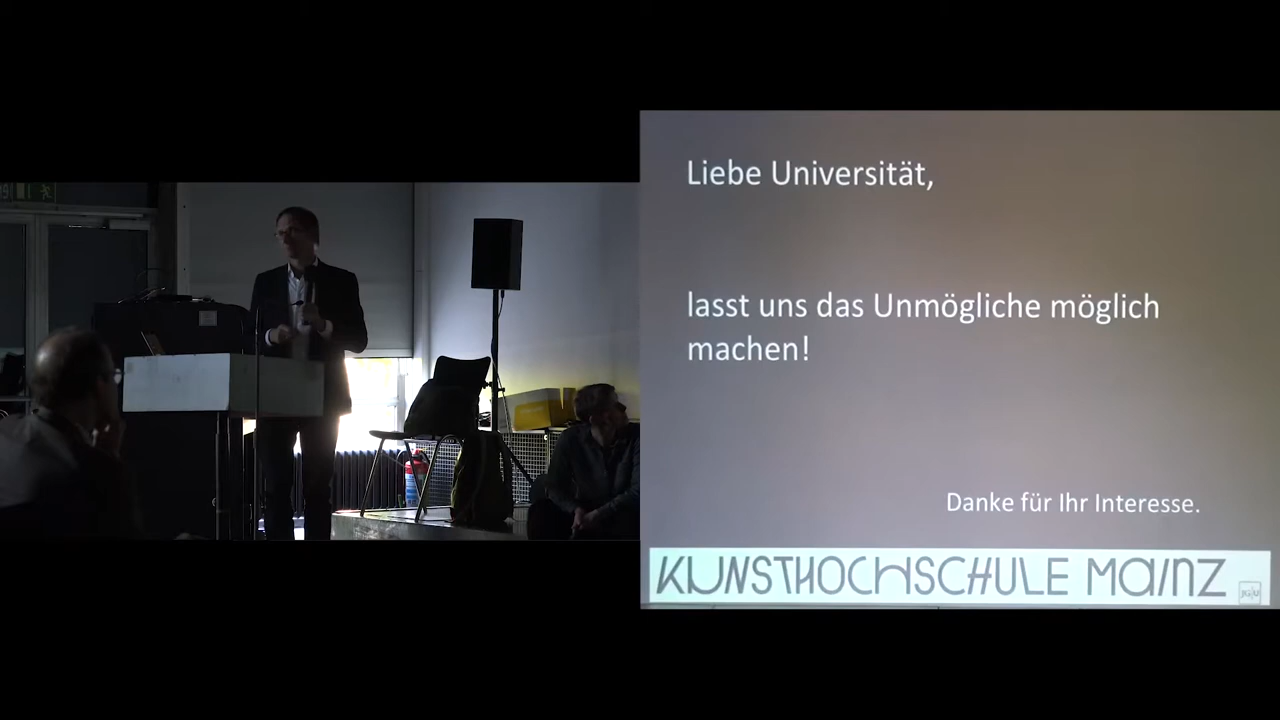 Liebe Universität,
lasst uns das Unmögliche möglich
machen!
Danke für Ihr Interesse.
KUNSTHOCHSCHULE MAINZ